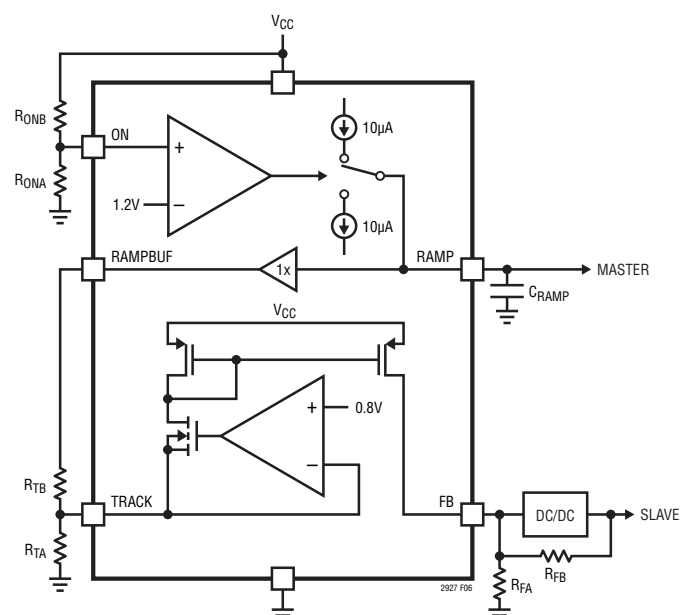 VCC
RONB
ON
RONA
1.2V
+
–
10µA
10µA
RAMPBUF
1x
RAMP
MASTER
CRAMP
VCC
+
0.8V
–
RTB
TRACK
FB
DC/DC
SLAVE
RTA
RFB
RFA
2927 F06